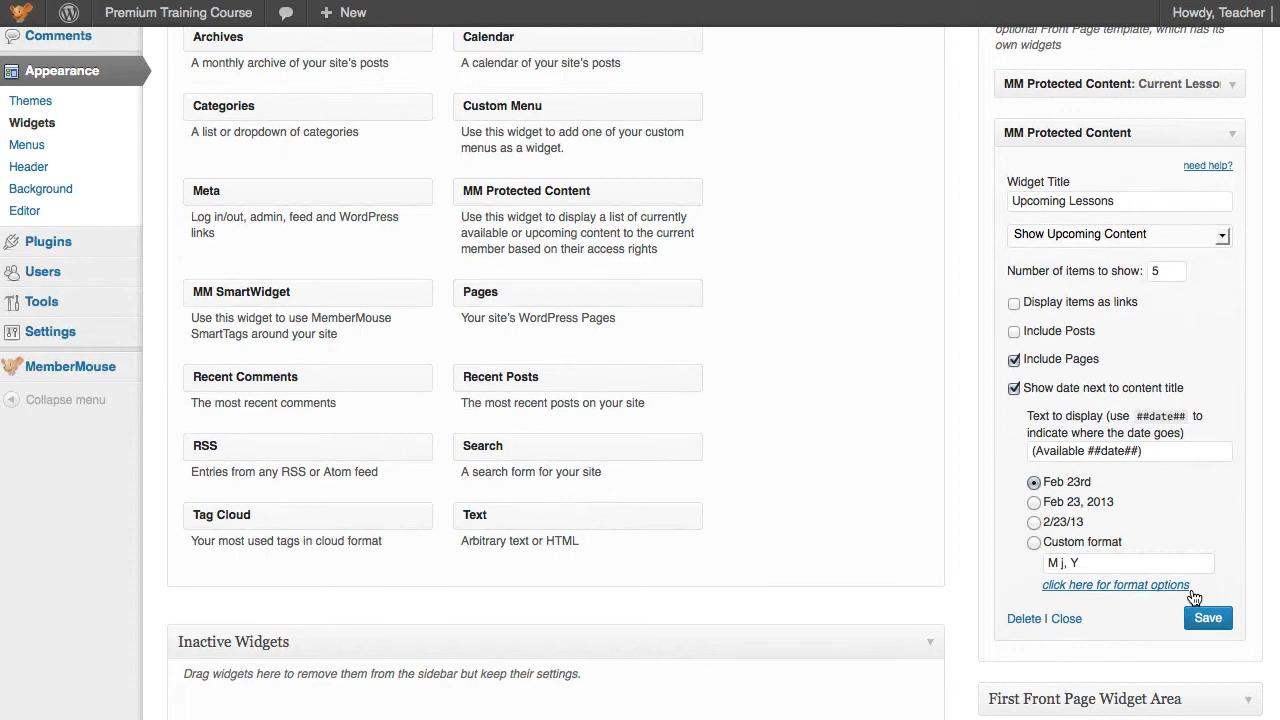 Premium Training Course
New
Howdy, Teacher
Comments
Appearance
Themes
Widgets
Menus
Header
Background
Editor
Plugins
Users
Tools
Settings
MemberMouse
Collapse menu
Archives
A monthly archive of your site's posts
Calendar
A calendar of your site's posts
Categories
A list or dropdown of categories
Custom Menu
Use this widget to add one of your custom
menus as a widget.
Meta
Log in/out, admin, feed and WordPress
links
MM Protected Content
Use this widget to display a list of currently
available or upcoming content to the current
member based on their access rights
MM SmartWidget
Use this widget to use MemberMouse
SmartTags around your site
Pages
Your site's WordPress Pages
Recent Comments
The most recent comments
Recent Posts
The most recent posts on your site
RSS
Entries from any RSS or Atom feed
Search
A search form for your site
Tag Cloud
Your most used tags in cloud format
Text
Arbitrary text or HTML
Inactive Widgets
Drag widgets here to remove them from the sidebar but keep their settings.
optional Front Page template, which has its
own widgets
MM Protected Content: Current Lesso
MM Protected Content
need help?
Widget Title
Upcoming Lessons
Show Upcoming Content
Number of items to show: 5
Display items as links
Include Posts
Include Pages
Show date next to content title
Text to display (use ##date## to
indicate where the date goes)
(Available ##date##)
Feb 23rd
Feb 23, 2013
2/23/13
Custom format
M j, Y
click here for format options
Delete | Close
Save
First Front Page Widget Area